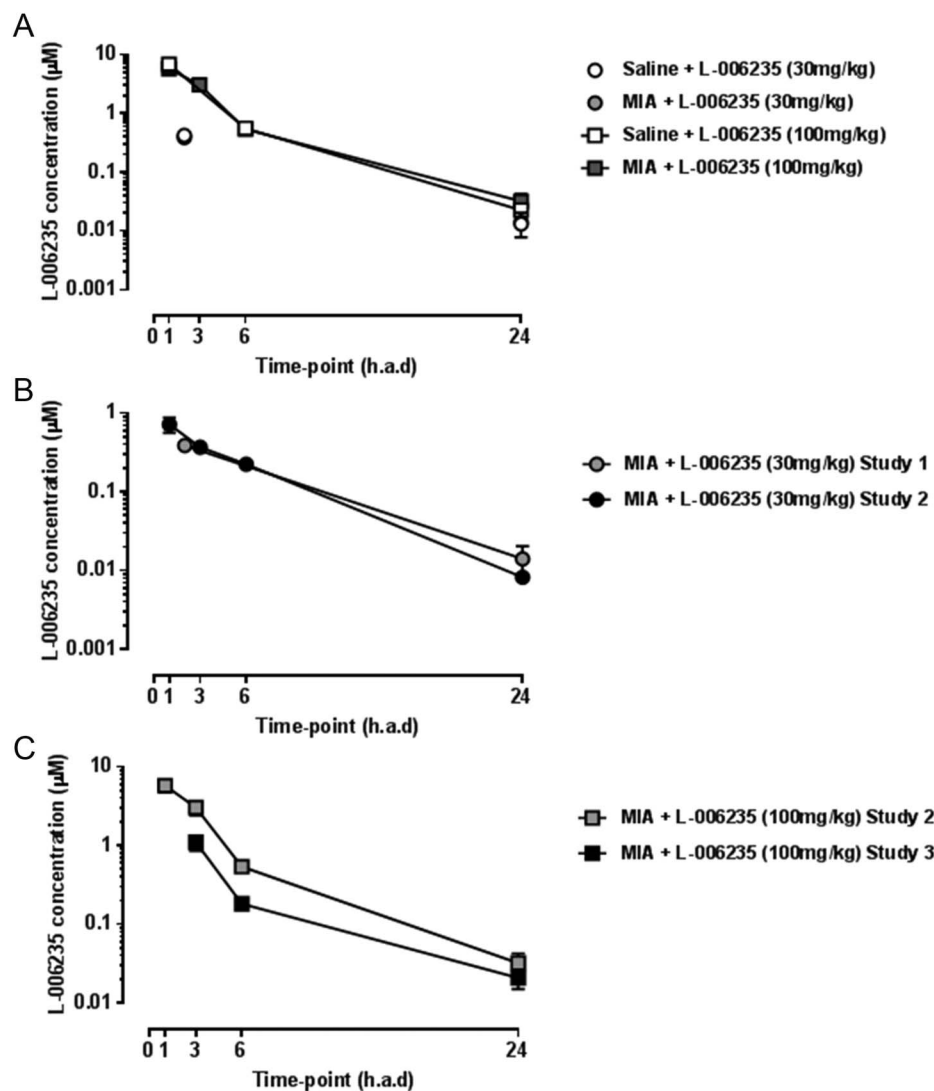 A
L-006235 concentration (µM)
10
1
0.1
0.01
0.001
0 1 3 6 24
Time-point (h.a.d)
Saline + L-006235 (30mg/kg)
MIA + L-006235 (30mg/kg)
Saline + L-006235 (100mg/kg)
MIA + L-006235 (100mg/kg)
B
L-006235 concentration (µM)
1
0.1
0.01
0.001
0 1 3 6 24
Time-point (h.a.d)
MIA + L-006235 (30mg/kg) Study 1
MIA + L-006235 (30mg/kg) Study 2
C
L-006235 concentration (µM)
10
1
0.1
0.01
0 1 3 6 24
Time-point (h.a.d)
MIA + L-006235 (100mg/kg) Study 2
MIA + L-006235 (100mg/kg) Study 3